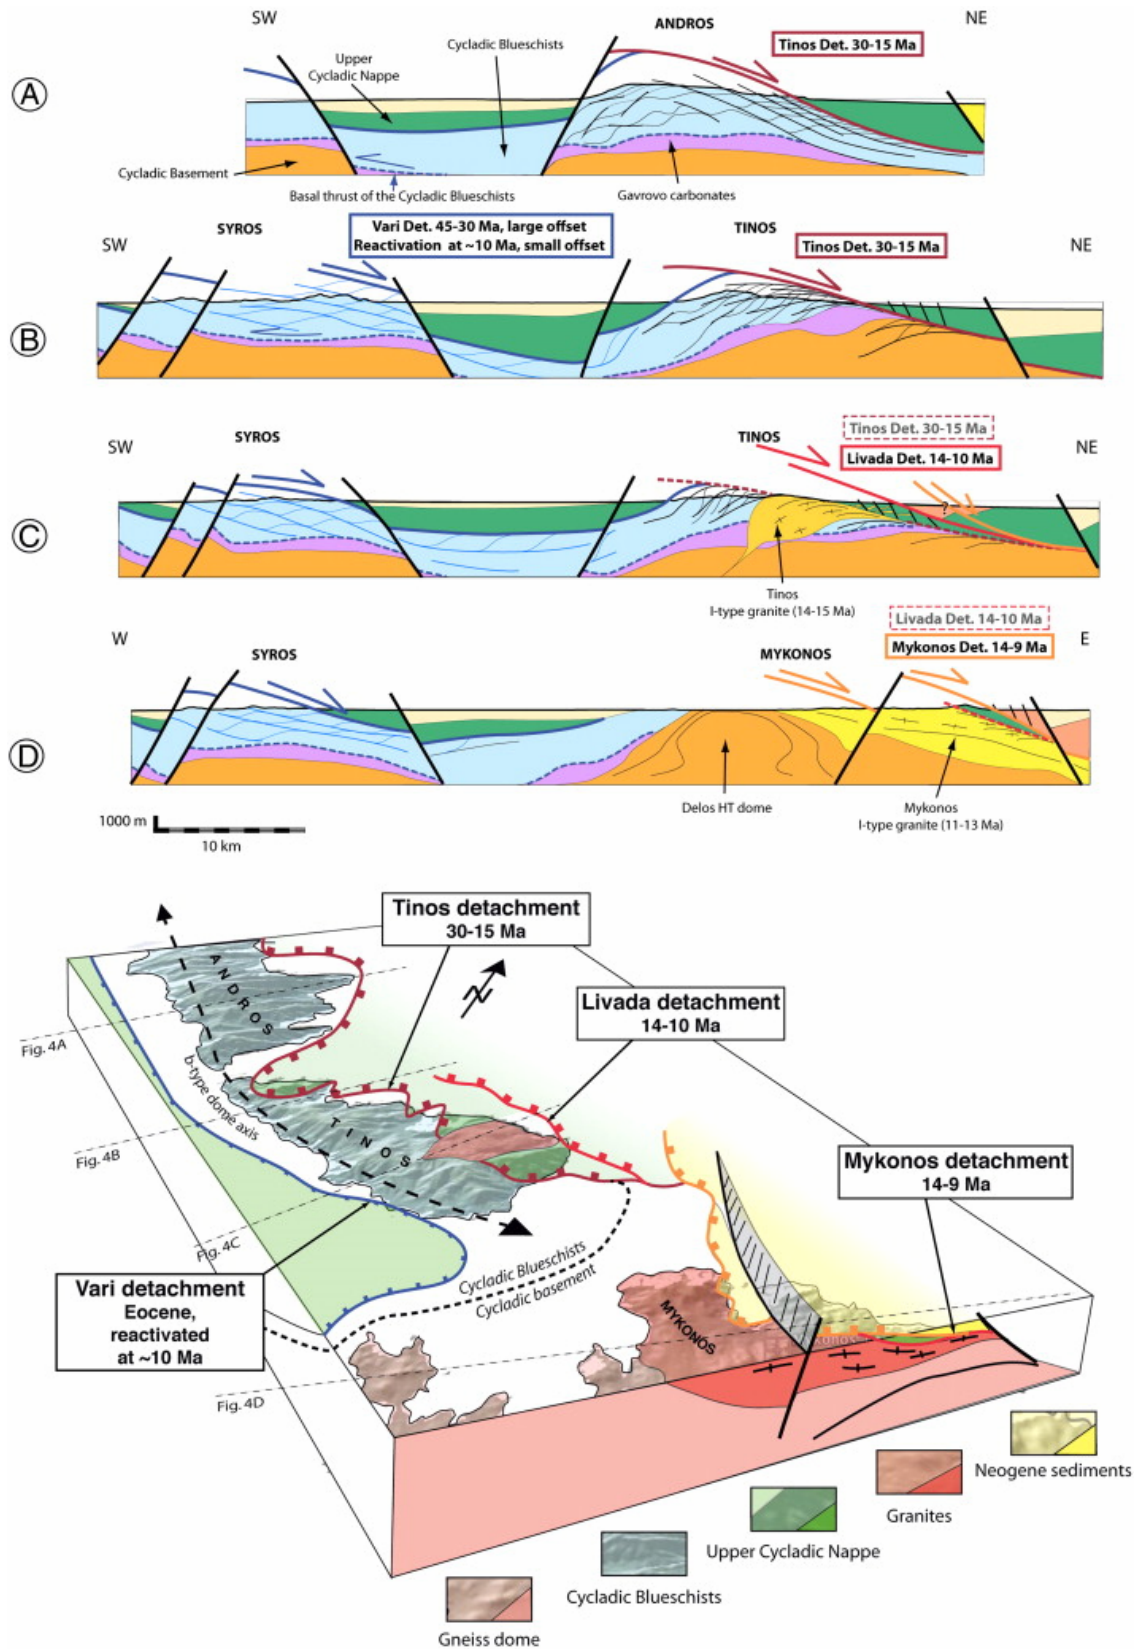 SW
ANDROS
NE
Tinos Det. 30-15 Ma
Upper
Cycladic Nappe
Cycladic Blueschists
A
Cycladic Basement
Basal thrust of the Cycladic Blueschists
Gavrovo carbonates
SW
SYROS
Vari Det. 45-30 Ma, large offset
Reactivation at ~10 Ma, small offset
TINOS
Tinos Det. 30-15 Ma
NE
B
SW
SYROS
TINOS
Tinos Det. 30-15 Ma
Livada Det. 14-10 Ma
NE
?
C
Tinos
I-type granite (14-15 Ma)
W
SYROS
MYKONOS
Livada Det. 14-10 Ma
Mykonos Det. 14-9 Ma
E
D
Delos HT dome
Mykonos
I-type granite (11-13 Ma)
1000 m
10 km
Tinos detachment
30-15 Ma
N
Livada detachment
14-10 Ma
Mykonos detachment
14-9 Ma
ANDROS
Fig. 4A
b-type dome axis
TINOS
Fig. 4B
Fig. 4C
Vari detachment
Eocene,
reactivated
at ~10 Ma
Cycladic Blueschists
Cycladic basement
MYKONOS
Fig. 4D
Neogene sediments
Granites
Upper Cycladic Nappe
Cycladic Blueschists
Gneiss dome